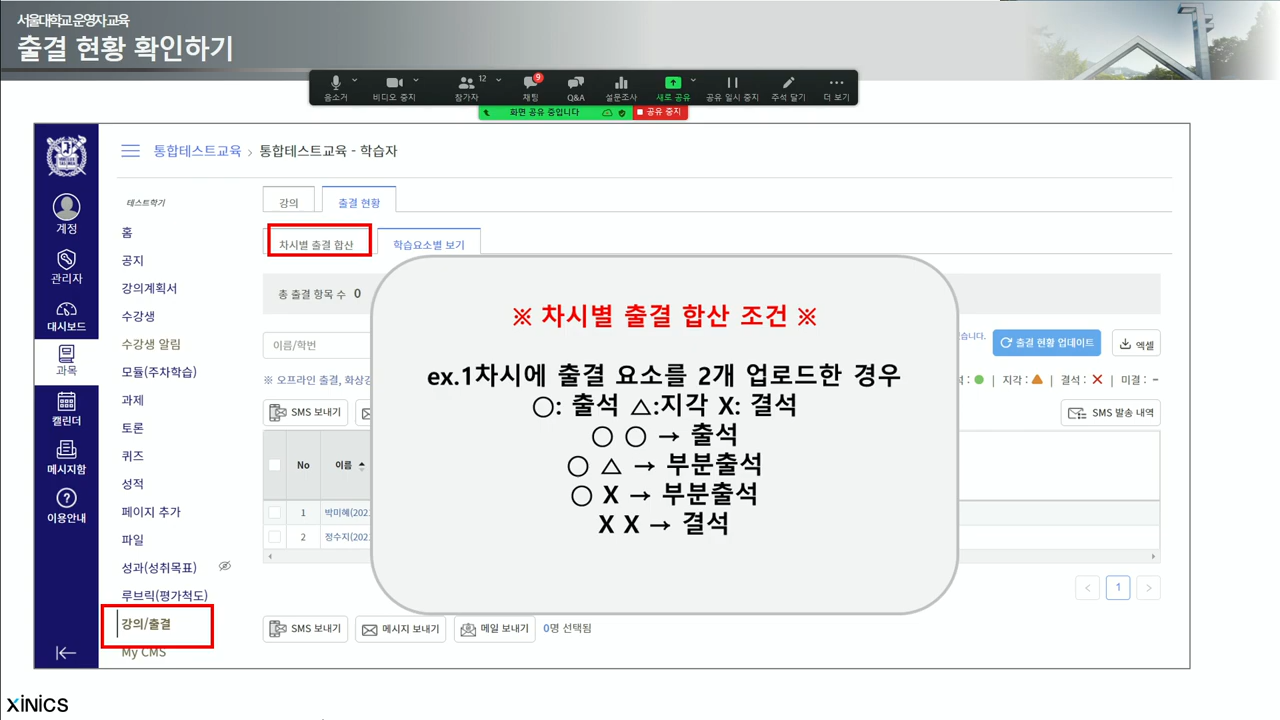 서울대학교 운영자 교육
출결 현황 확인하기
음소거 비디오 중지 12 참가자 9 채팅 Q&A 설문조사 새로 공유 공유 일시 중지 주석 달기 더 보기
화면 공유 중입니다 공유 중지
통합테스트교육 › 통합테스트교육 - 학습자
계정
관리자
대시보드
과목
캘린더
메시지함
이용안내
테스트학기
홈
공지
강의계획서
수강생
수강생 알림
모듈(주차학습)
과제
토론
퀴즈
성적
페이지 추가
파일
성과(성취목표)
루브릭(평가척도)
강의/출결
My CMS
강의 출결 현황
차시별 출결 합산 학습요소별 보기
총 출결 항목 수 0
이름/학번
습니다. 출결 현황 업데이트 엑셀
※ 오프라인 출결, 화상강
석 : ● | 지각 : ▲ | 결석 : X | 미결 : -
SMS 보내기 SMS 발송 내역
No 이름
1 박미혜(202
2 정수지(202
※ 차시별 출결 합산 조건 ※
ex.1차시에 출결 요소를 2개 업로드한 경우
○: 출석 △:지각 X: 결석
○ ○ → 출석
○ △ → 부분출석
○ X → 부분출석
X X → 결석
< 1 >
SMS 보내기 메시지 보내기 메일 보내기 0명 선택됨
XINICS